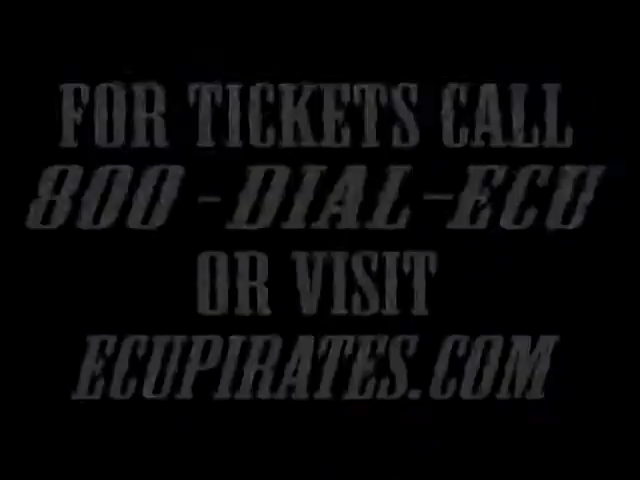 FOR TICKETS CALL
800-DIAL-ECU
OR VISIT
ECUPIRATES.COM